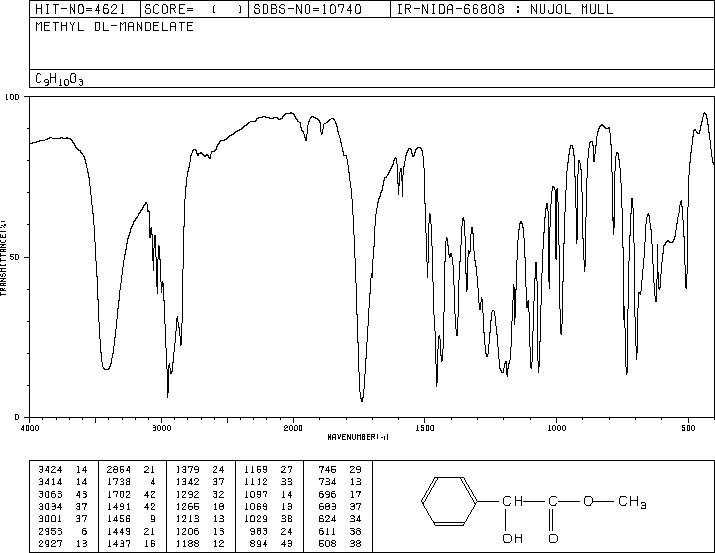 HIT-NO=4621 SCORE= ( ) SDBS-NO=10740 IR-NIDA-66808 : NUJOL MULL
METHYL DL-MANDELATE
C9H10O3
100
50
0
TRANSMITTANCE(%)
4000 3000 2000 1500 1000 500
WAVENUMBER(-1)
3424 14 2864 21 1379 24 1169 27 746 29
3414 14 1738 4 1342 37 1112 33 734 13
3063 43 1702 42 1292 32 1097 14 696 17
3034 37 1491 42 1266 18 1069 13 689 37
3001 37 1456 9 1213 13 1029 38 624 34
2953 6 1449 21 1206 13 983 24 611 38
2927 13 1437 16 1188 12 894 43 508 38
CH C O CH3
OH O